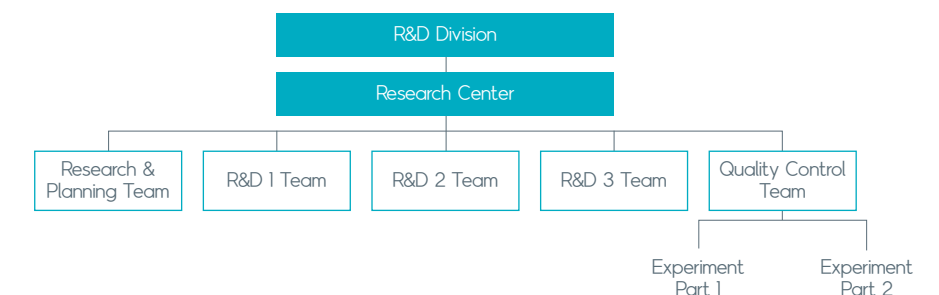 R&D Division
Research Center
Research &
Planning Team
R&D 1 Team
R&D 2 Team
R&D 3 Team
Quality Control
Team
Experiment
Part 1
Experiment
Part 2